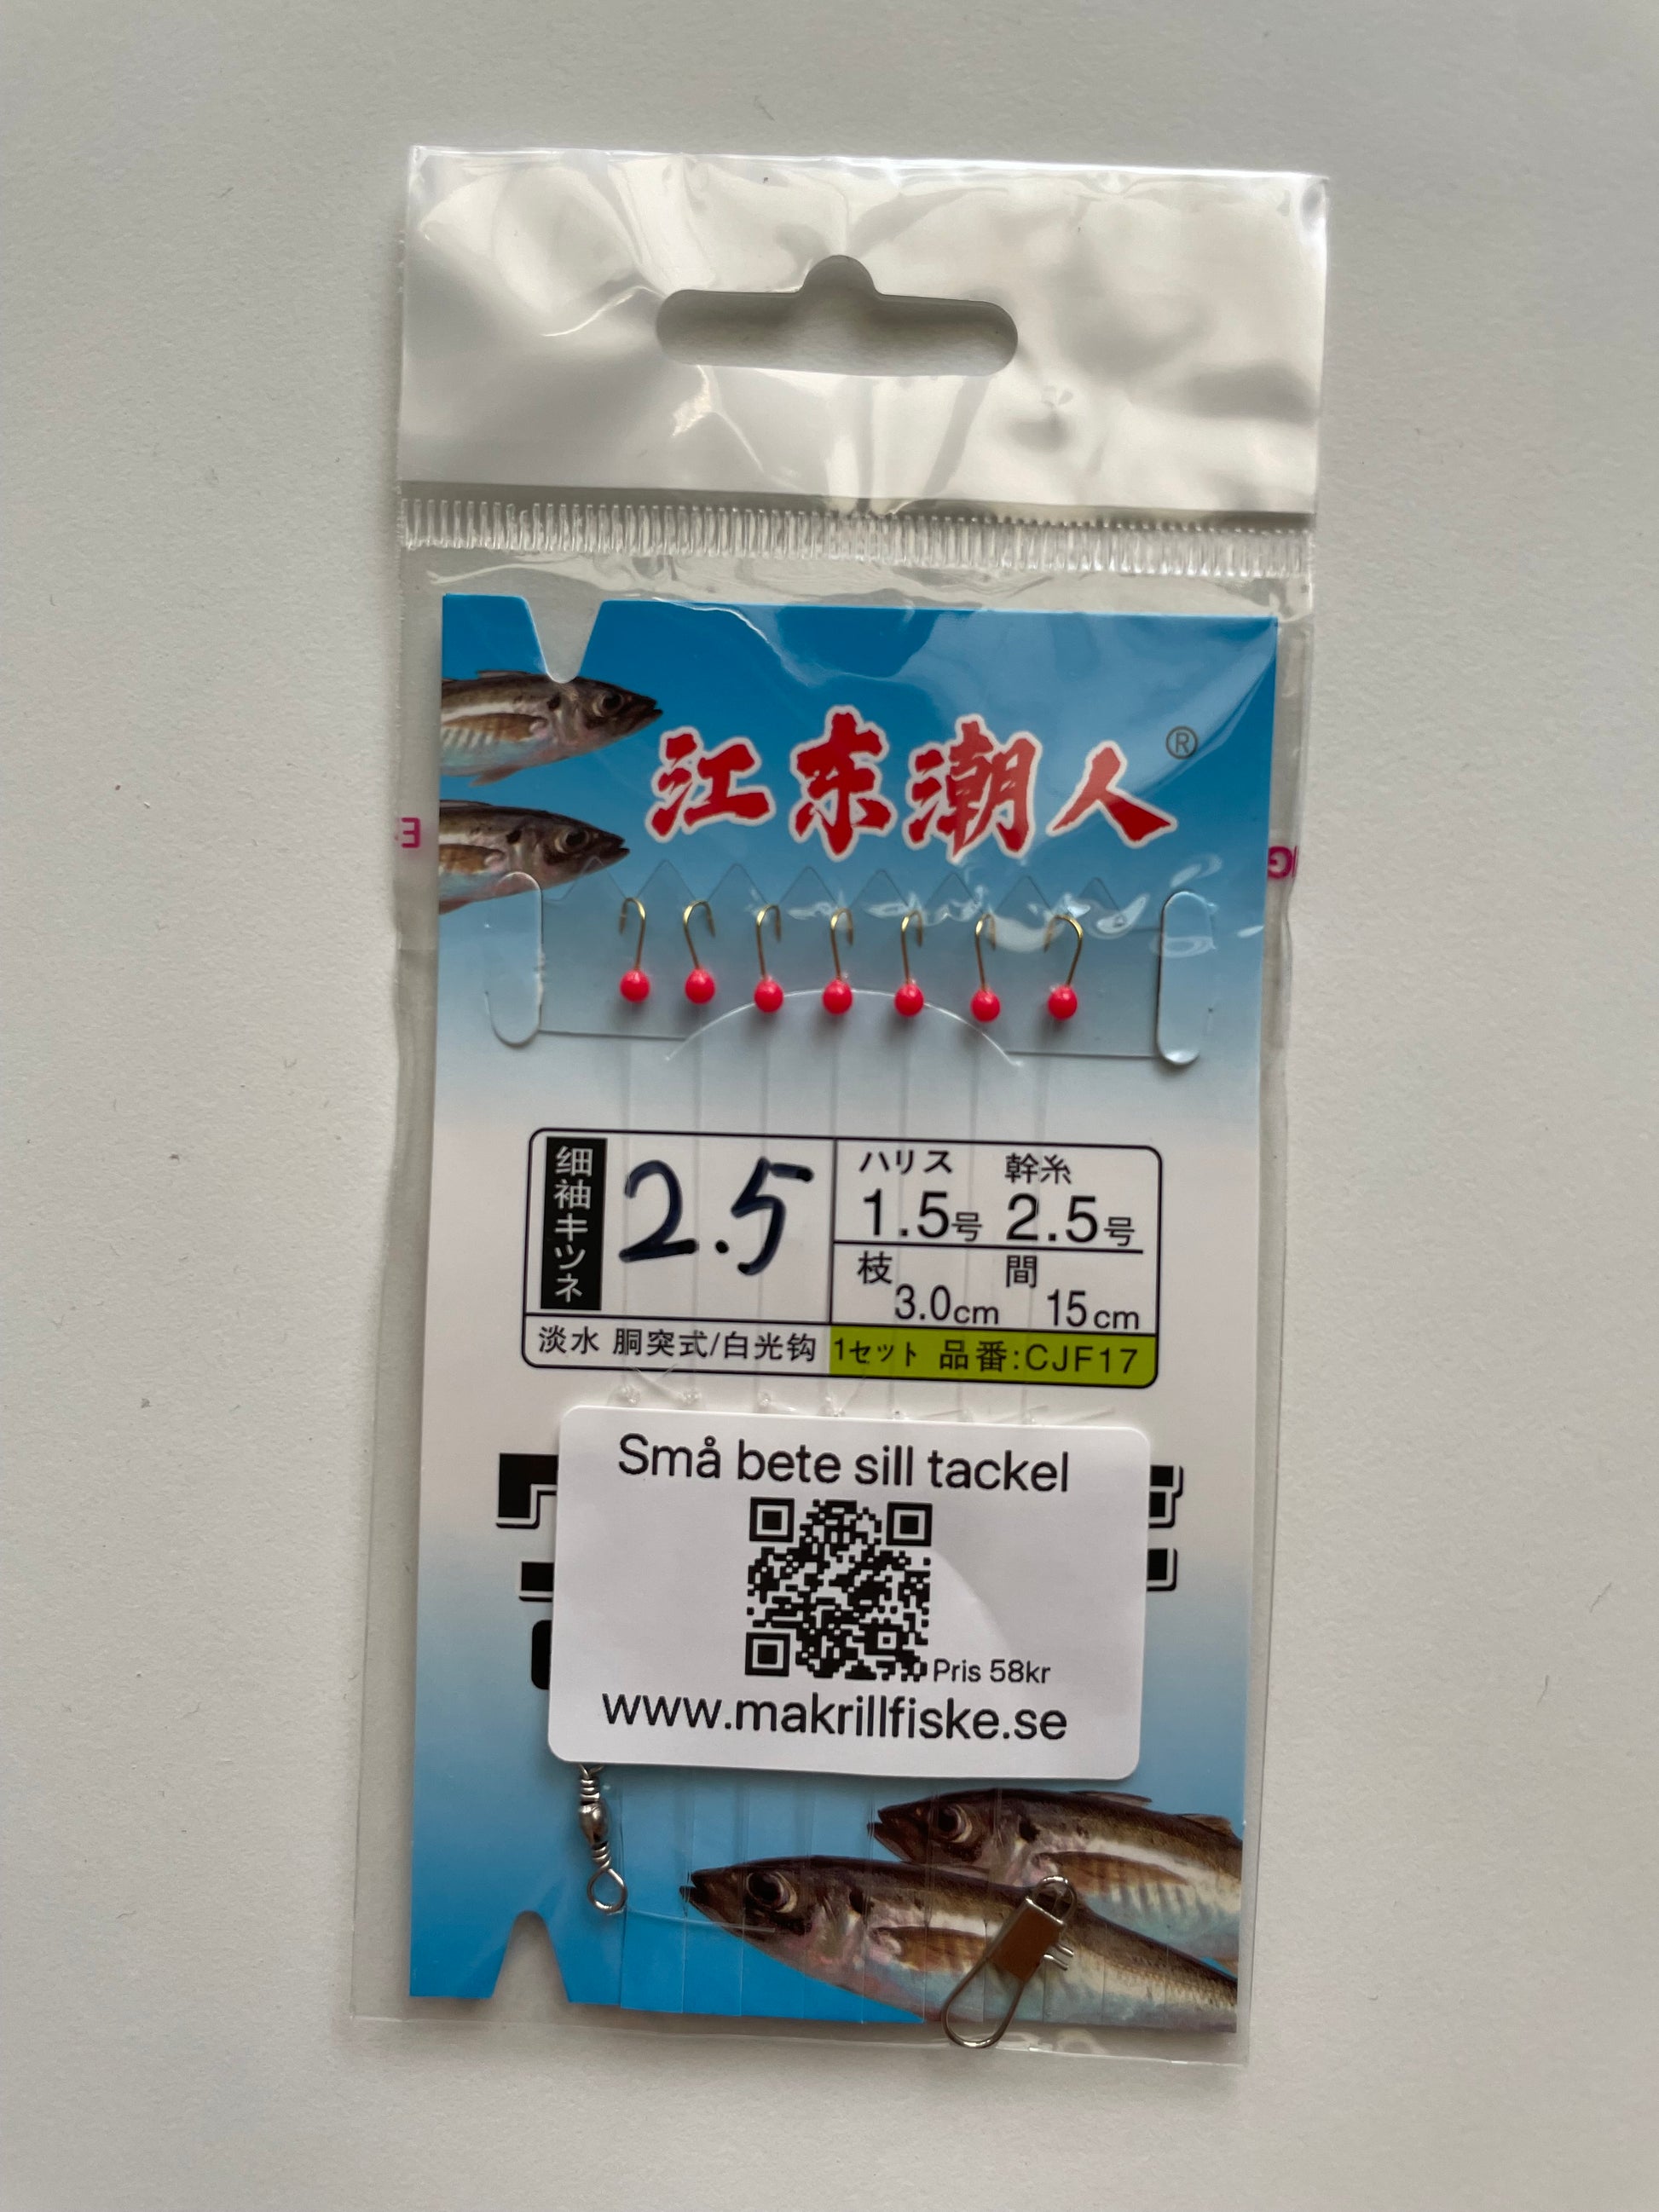 江东潮人®
细袖キツネ
2.5
ハリス 幹糸
1.5号 2.5号
枝 間
3.0cm 15cm
淡水 胴突式/白光钩
1セット 品番:CJF17
Små bete sill tackel
Pris 58kr
www.makrillfiske.se